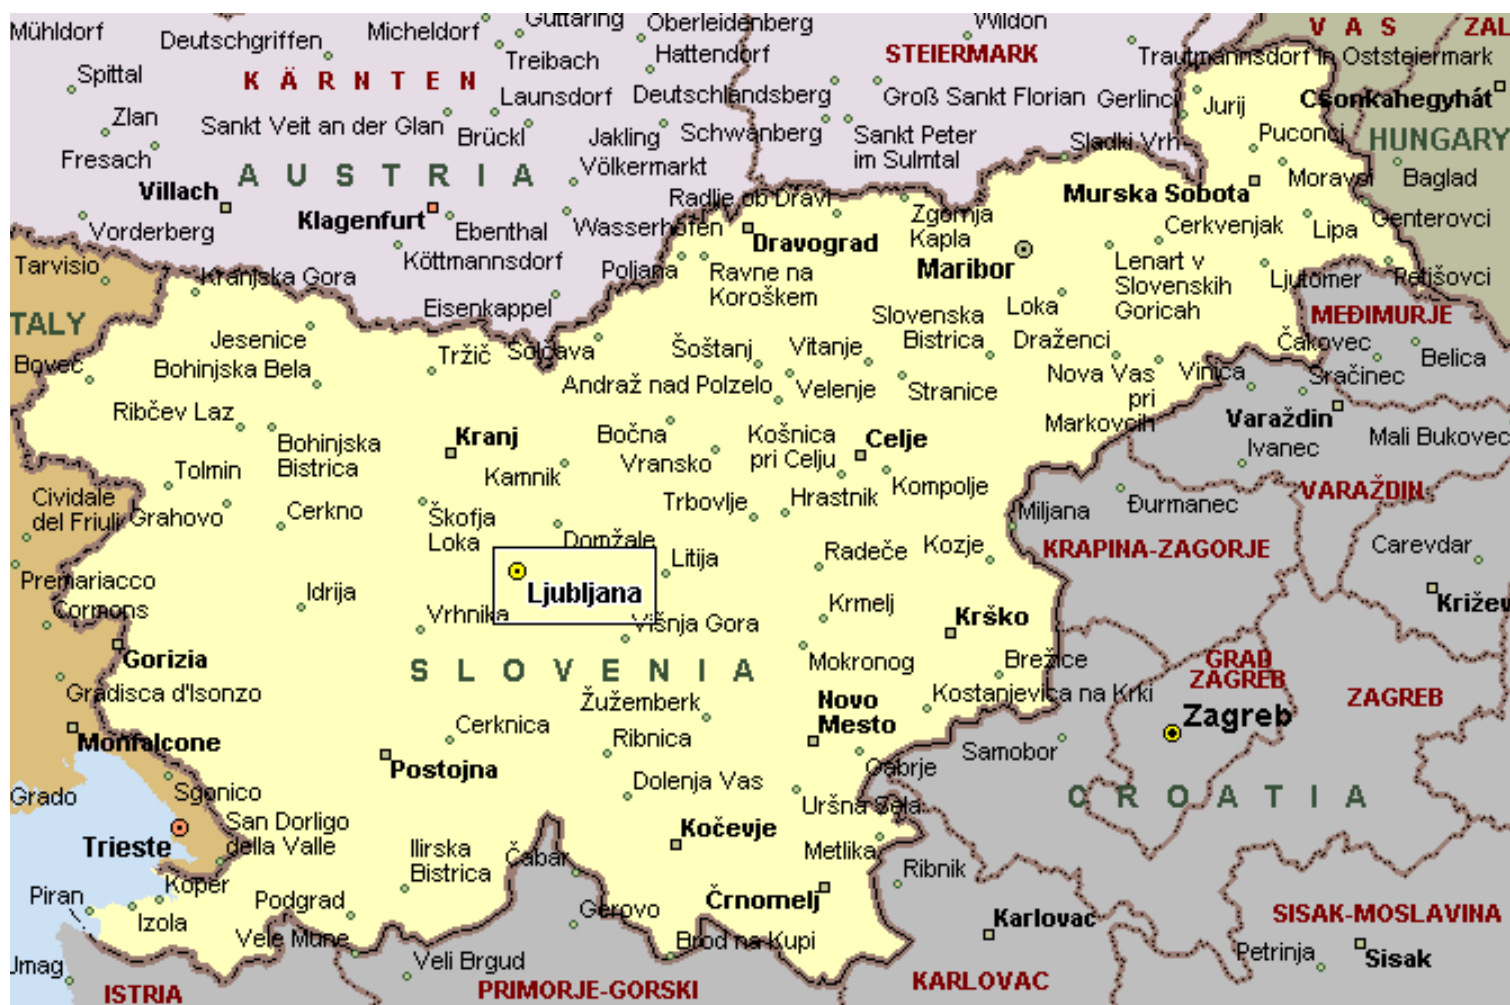 Mühldorf
Deutschgriffen
Micheldorf
Guttaring
Oberleidenberg
Wildon
V A S
ZAL
Spittal
K Ä R N T E N
Treibach
Hattendorf
STEIERMARK
Trautmannsdorf in Oststeiermark
Zlan
Launsdorf
Deutschlandsberg
Groß Sankt Florian
Gerlinci
Jurij
Csonkahegyhát
Sankt Veit an der Glan
Brückl
Jakling
Schwanberg
Sankt Peter
im Sulmtal
Sladki Vrh
Puconci
HUNGARY
Fresach
Villach
A U S T R I A
Völkermarkt
Murska Sobota
Moravsi
Baglad
Klagenfurt
Radlje ob Dravi
Zgornja
Kapla
Cerkvenjak
Lipa
Genterovci
Vorderberg
Ebenthal
Wasserhofen
Dravograd
Maribor
Tarvisio
Kranjska Gora
Köttmannsdorf
Poljana
Ravne na
Koroškem
Lenart v
Slovenskih
Goricah
Ljutomer
Petišovci
Eisenkappel
Loka
TALY
Jesenice
Slovenska
Bistrica
Draženci
MEĐIMURJE
Bovec
Bohinjska Bela
Tržič
Solčava
Šoštanj
Vitanje
Čakovec
Belica
Andraž nad Polzelo
Velenje
Stranice
Nova Vas
pri
Markovcih
Vinica
Sračinec
Ribčev Laz
Bohinjska
Bistrica
Kranj
Bočna
Košnica
pri Celju
Celje
Varaždin
Ivanec
Mali Bukovec
Tolmin
Kamnik
Vransko
Cividale
del Friuli
Grahovo
Cerkno
Škofja
Loka
Trbovlje
Hrastnik
Kompolje
Miljana
Đurmanec
VARAŽDIN
Domžale
Litija
Radeče
Kozje
KRAPINA-ZAGORJE
Carevdar
Premariacco
Cormons
Idrija
Vrhnika
Ljubljana
Višnja Gora
Krmelj
Krško
Križev
Gorizia
S L O V E N I A
Mokronog
Brežice
GRAD
ZAGREB
ZAGREB
Gradisca d'Isonzo
Žužemberk
Novo
Mesto
Kostanjevica na Krki
Zagreb
Monfalcone
Cerknica
Ribnica
Samobor
Postojna
Dolenja Vas
Gabrje
Grado
Sgonico
Uršna Sela
C R O A T I A
Trieste
San Dorligo
della Valle
Ilirska
Bistrica
Čabar
Kočevje
Metlika
Ribnik
Koper
Piran
Izola
Podgrad
Gerovo
Črnomelj
Karlovac
SISAK-MOSLAVINA
Vele Mune
Brod na Kupi
Petrinja
Sisak
Umag
Veli Brgud
ISTRIA
PRIMORJE-GORSKI
KARLOVAC